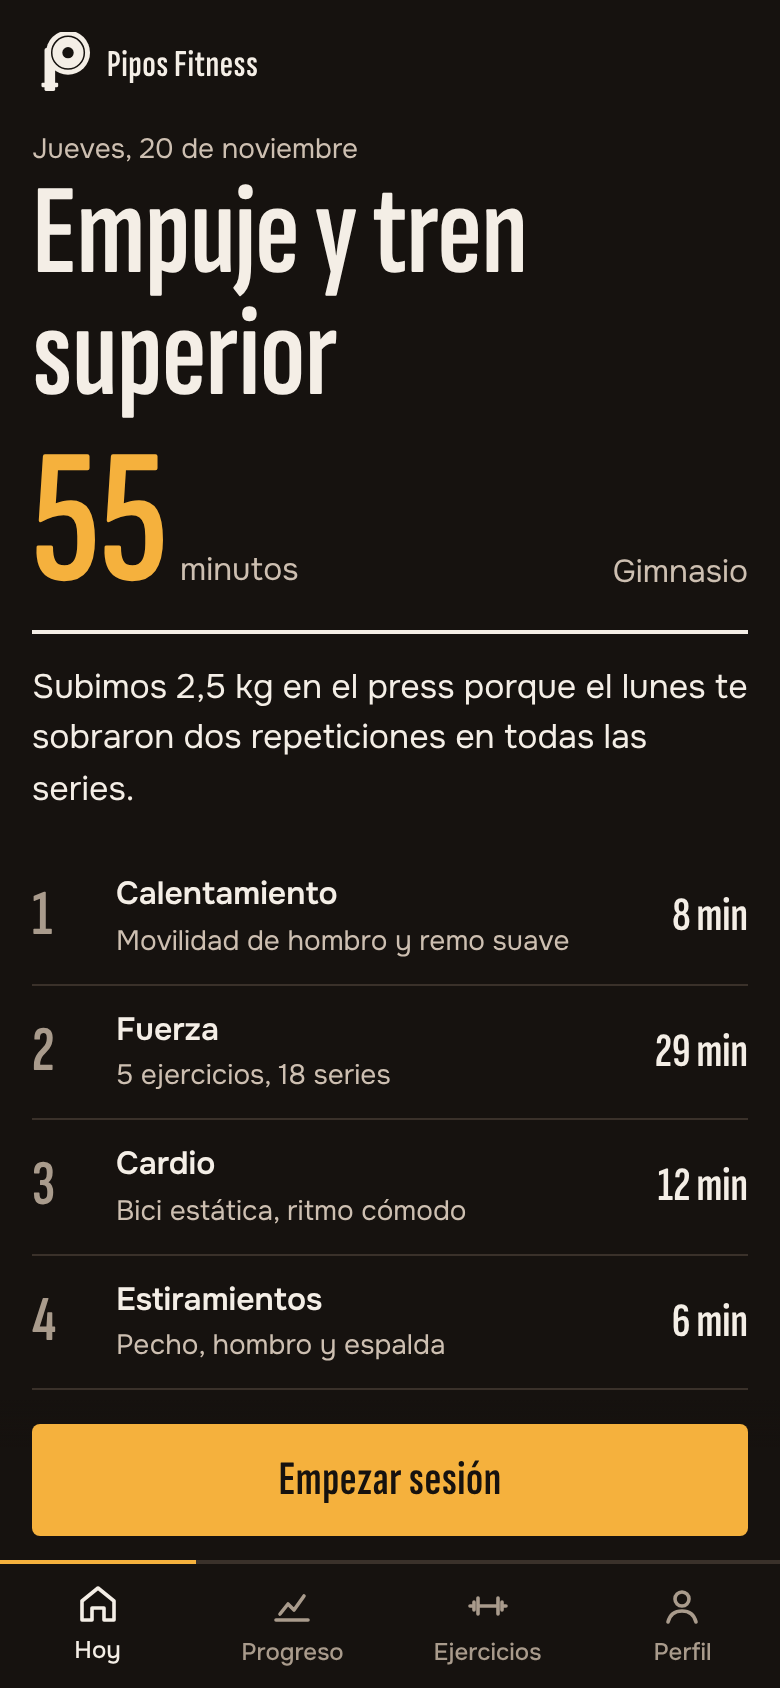 Pipos Fitness
Jueves, 20 de noviembre
Empuje y tren
superior
55 minutos
Gimnasio
Subimos 2,5 kg en el press porque el lunes te
sobraron dos repeticiones en todas las
series.
1
Calentamiento
Movilidad de hombro y remo suave
8 min
2
Fuerza
5 ejercicios, 18 series
29 min
3
Cardio
Bici estática, ritmo cómodo
12 min
4
Estiramientos
Pecho, hombro y espalda
6 min
Empezar sesión
Hoy
Progreso
Ejercicios
Perfil